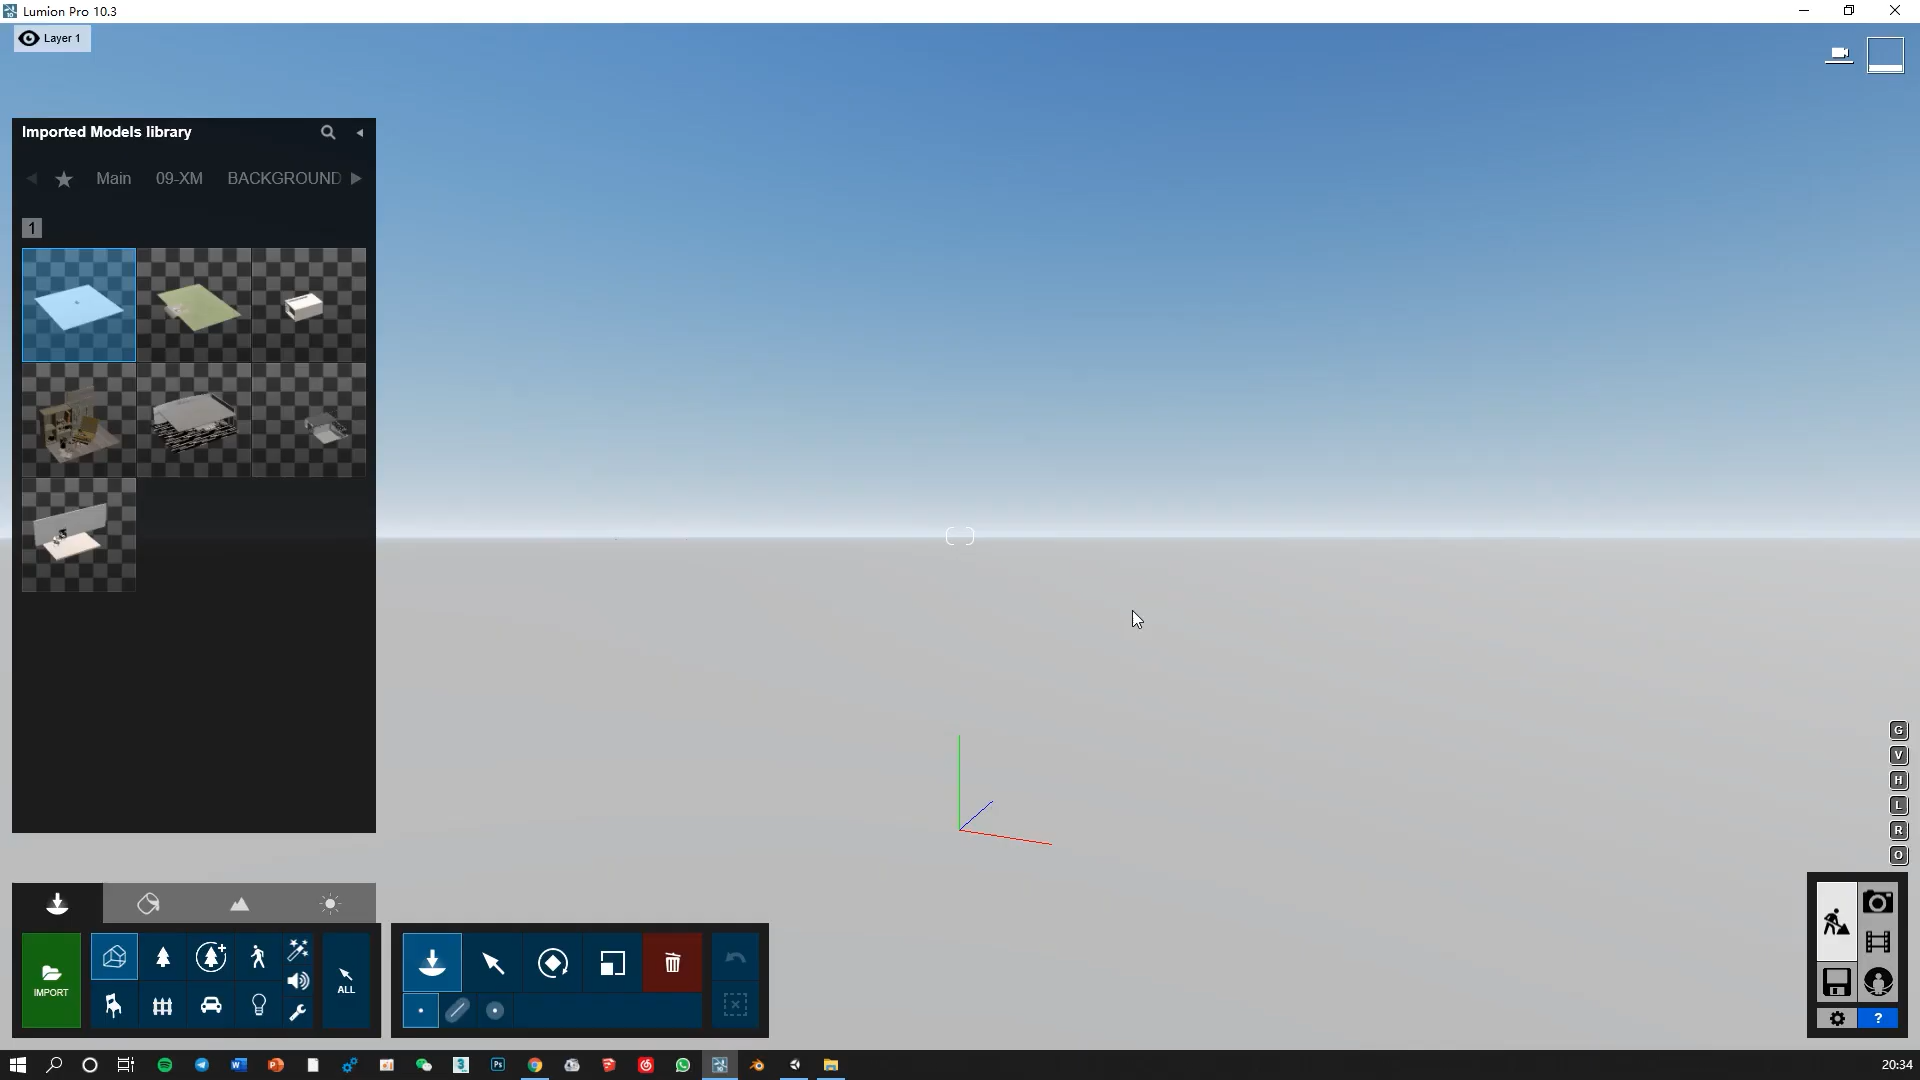 Lumion Pro 10.3
Layer 1
Imported Models library
Main 09-XM BACKGROUND
1
G
V
H
L
R
O
IMPORT
ALL
?
20:34